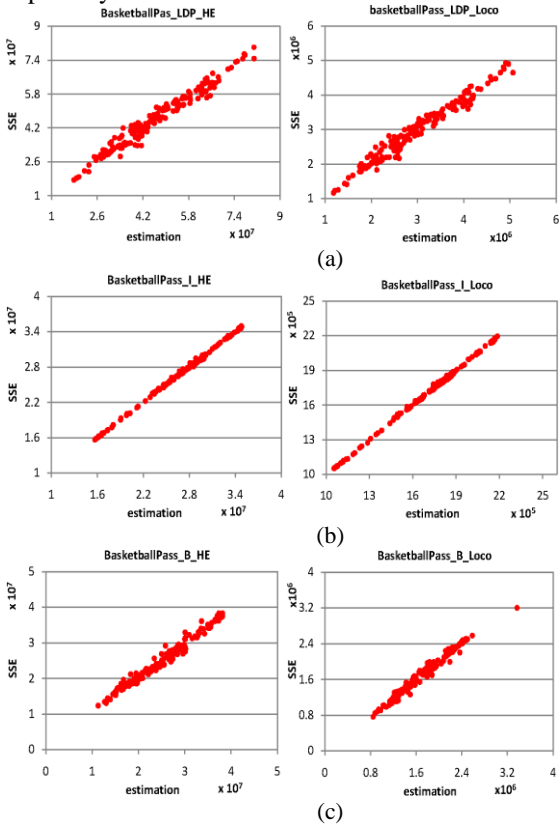 BasketballPas_LDP_HE
x 10⁷
SSE
9
7.4
5.8
4.2
2.6
1
1 2.6 4.2 5.8 7.4 9
estimation x 10⁷
basketballPass_LDP_Loco
x10⁶
SSE
6
5
4
3
2
1
1 2 3 4 5 6
estimation x10⁶
(a)
BasketballPass_I_HE
x 10⁷
SSE
4
3.4
2.8
2.2
1.6
1
1 1.6 2.2 2.8 3.4 4
estimation x 10⁷
BasketballPass_I_Loco
x 10⁵
SSE
25
22
19
16
13
10
10 13 16 19 22 25
estimation x 10⁵
(b)
BasketballPass_B_HE
x 10⁷
SSE
5
4
3
2
1
0
0 1 2 3 4 5
estimation x 10⁷
BasketballPass_B_Loco
x10⁶
SSE
4
3.2
2.4
1.6
0.8
0
0 0.8 1.6 2.4 3.2 4
estimation x 10⁶
(c)